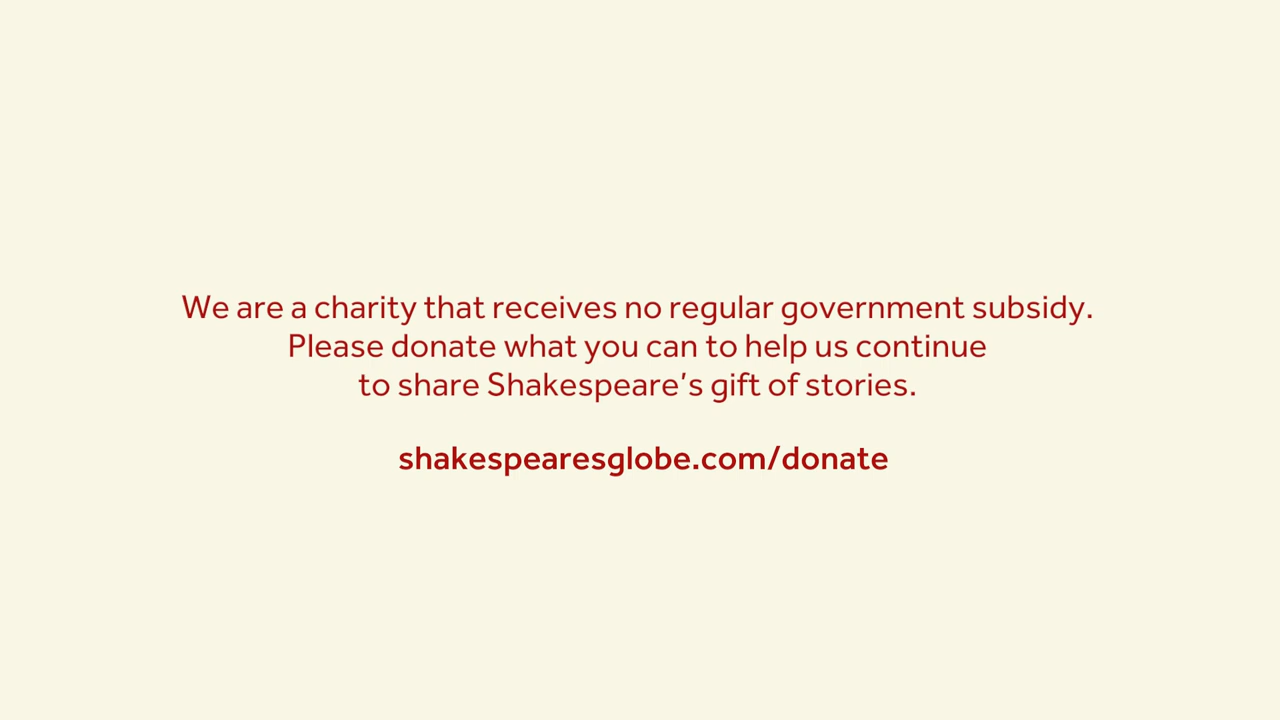 We are a charity that receives no regular government subsidy.
Please donate what you can to help us continue
to share Shakespeare's gift of stories.
shakespearesglobe.com/donate